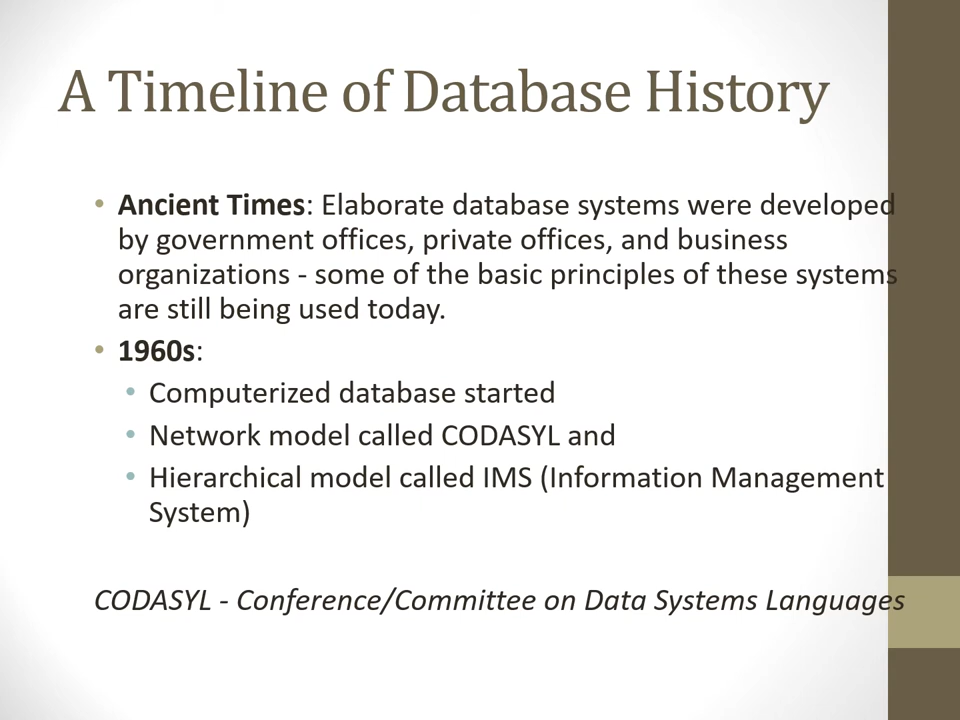 A Timeline of Database History
• Ancient Times: Elaborate database systems were developed
by government offices, private offices, and business
organizations - some of the basic principles of these systems
are still being used today.
• 1960s:
• Computerized database started
• Network model called CODASYL and
• Hierarchical model called IMS (Information Management
System)
CODASYL - Conference/Committee on Data Systems Languages